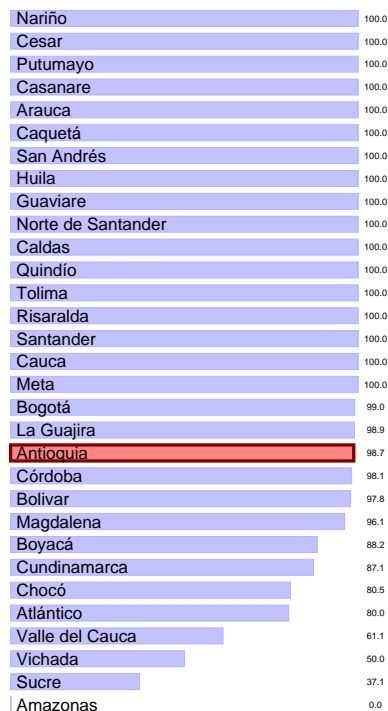 Nariño 100.0
Cesar 100.0
Putumayo 100.0
Casanare 100.0
Arauca 100.0
Caquetá 100.0
San Andrés 100.0
Huila 100.0
Guaviare 100.0
Norte de Santander 100.0
Caldas 100.0
Quindío 100.0
Tolima 100.0
Risaralda 100.0
Santander 100.0
Cauca 100.0
Meta 100.0
Bogotá 99.0
La Guajira 98.9
Antioquia 98.7
Córdoba 98.1
Bolivar 97.8
Magdalena 96.1
Boyacá 88.2
Cundinamarca 87.1
Chocó 80.5
Atlántico 80.0
Valle del Cauca 61.1
Vichada 50.0
Sucre 37.1
Amazonas 0.0